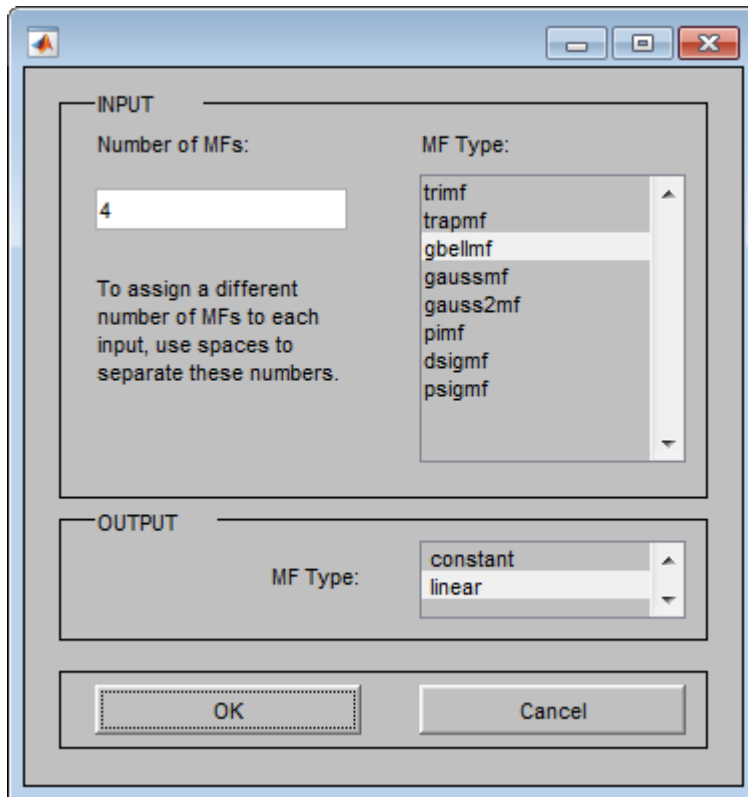 INPUT
Number of MFs:
4
To assign a different
number of MFs to each
input, use spaces to
separate these numbers.
MF Type:
trimf
trapmf
gbellmf
gaussmf
gauss2mf
pimf
dsigmf
psigmf
OUTPUT
MF Type:
constant
linear
OK
Cancel